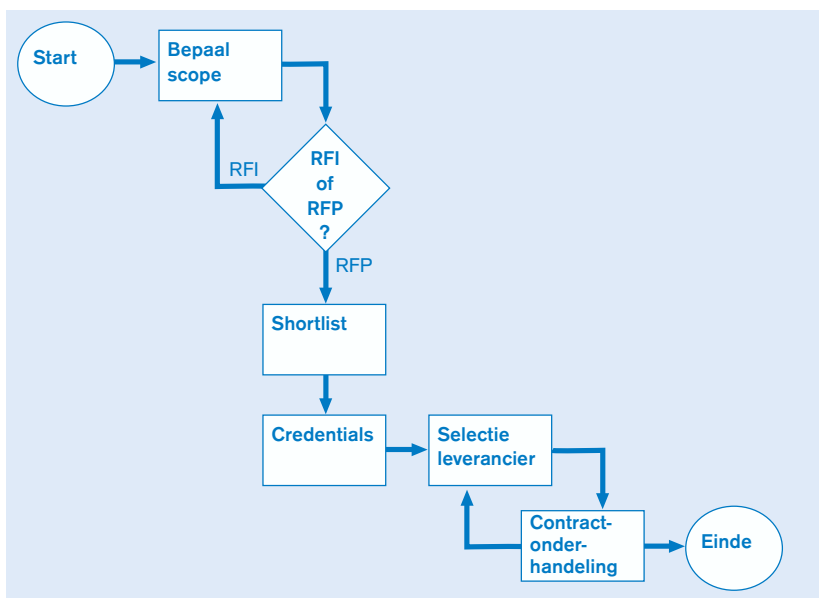 Start
Bepaal
scope
RFI
of
RFP
?
RFI
RFP
Shortlist
Credentials
Selectie
leverancier
Contract-
onder-
handeling
Einde